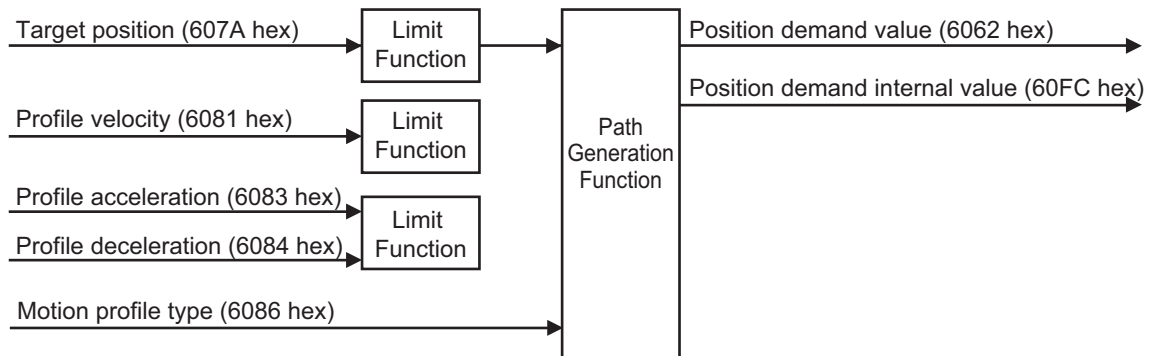 Target position (607A hex)
Limit
Function
Position demand value (6062 hex)
Position demand internal value (60FC hex)
Profile velocity (6081 hex)
Limit
Function
Path
Generation
Function
Profile acceleration (6083 hex)
Profile deceleration (6084 hex)
Limit
Function
Motion profile type (6086 hex)